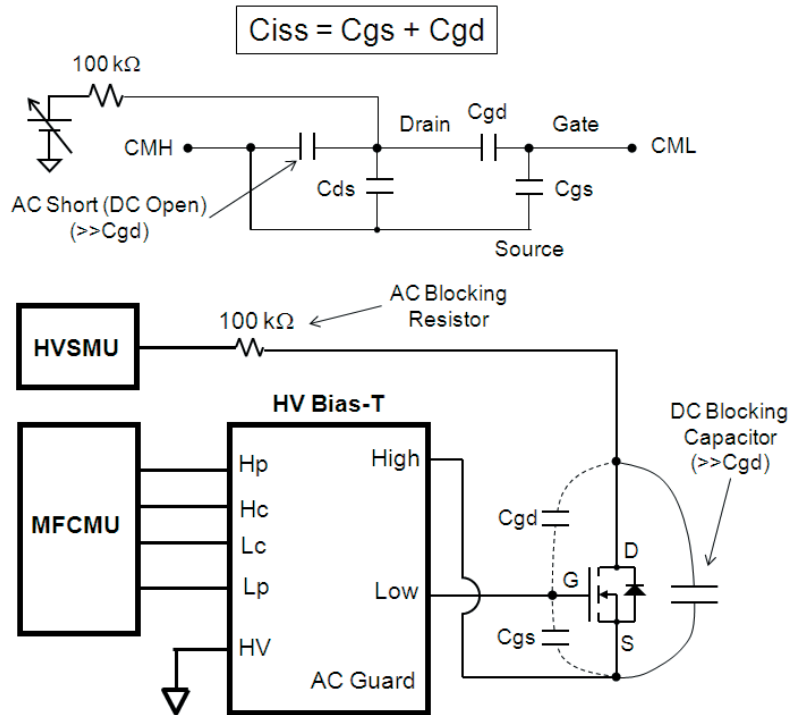 Ciss = Cgs + Cgd
100 kΩ
Drain
Cgd
Gate
CMH
CML
Cds
Cgs
AC Short (DC Open)
(>>Cgd)
Source
AC Blocking
Resistor
100 kΩ
HVSMU
HV Bias-T
DC Blocking
Capacitor
(>>Cgd)
High
Hp
MFCMU
Hc
Cgd
Lc
D
G
Lp
Low
Cgs
S
HV
AC Guard